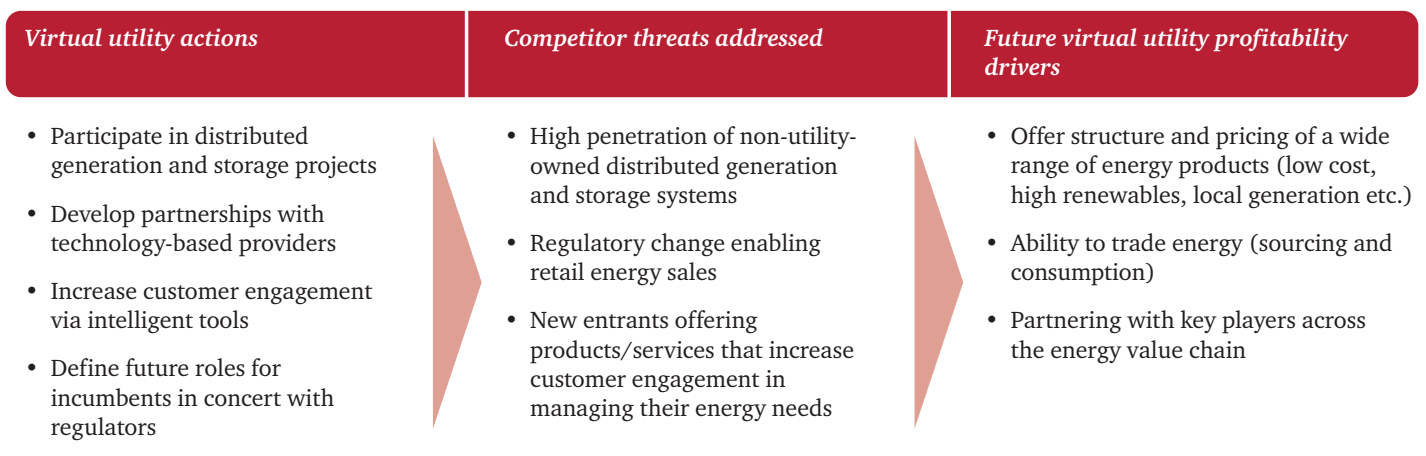 Virtual utility actions
• Participate in distributed
generation and storage projects
• Develop partnerships with
technology-based providers
• Increase customer engagement
via intelligent tools
• Define future roles for
incumbents in concert with
regulators
Competitor threats addressed
• High penetration of non-utility-
owned distributed generation
and storage systems
• Regulatory change enabling
retail energy sales
• New entrants offering
products/services that increase
customer engagement in
managing their energy needs
Future virtual utility profitability
drivers
• Offer structure and pricing of a wide
range of energy products (low cost,
high renewables, local generation etc.)
• Ability to trade energy (sourcing and
consumption)
• Partnering with key players across
the energy value chain